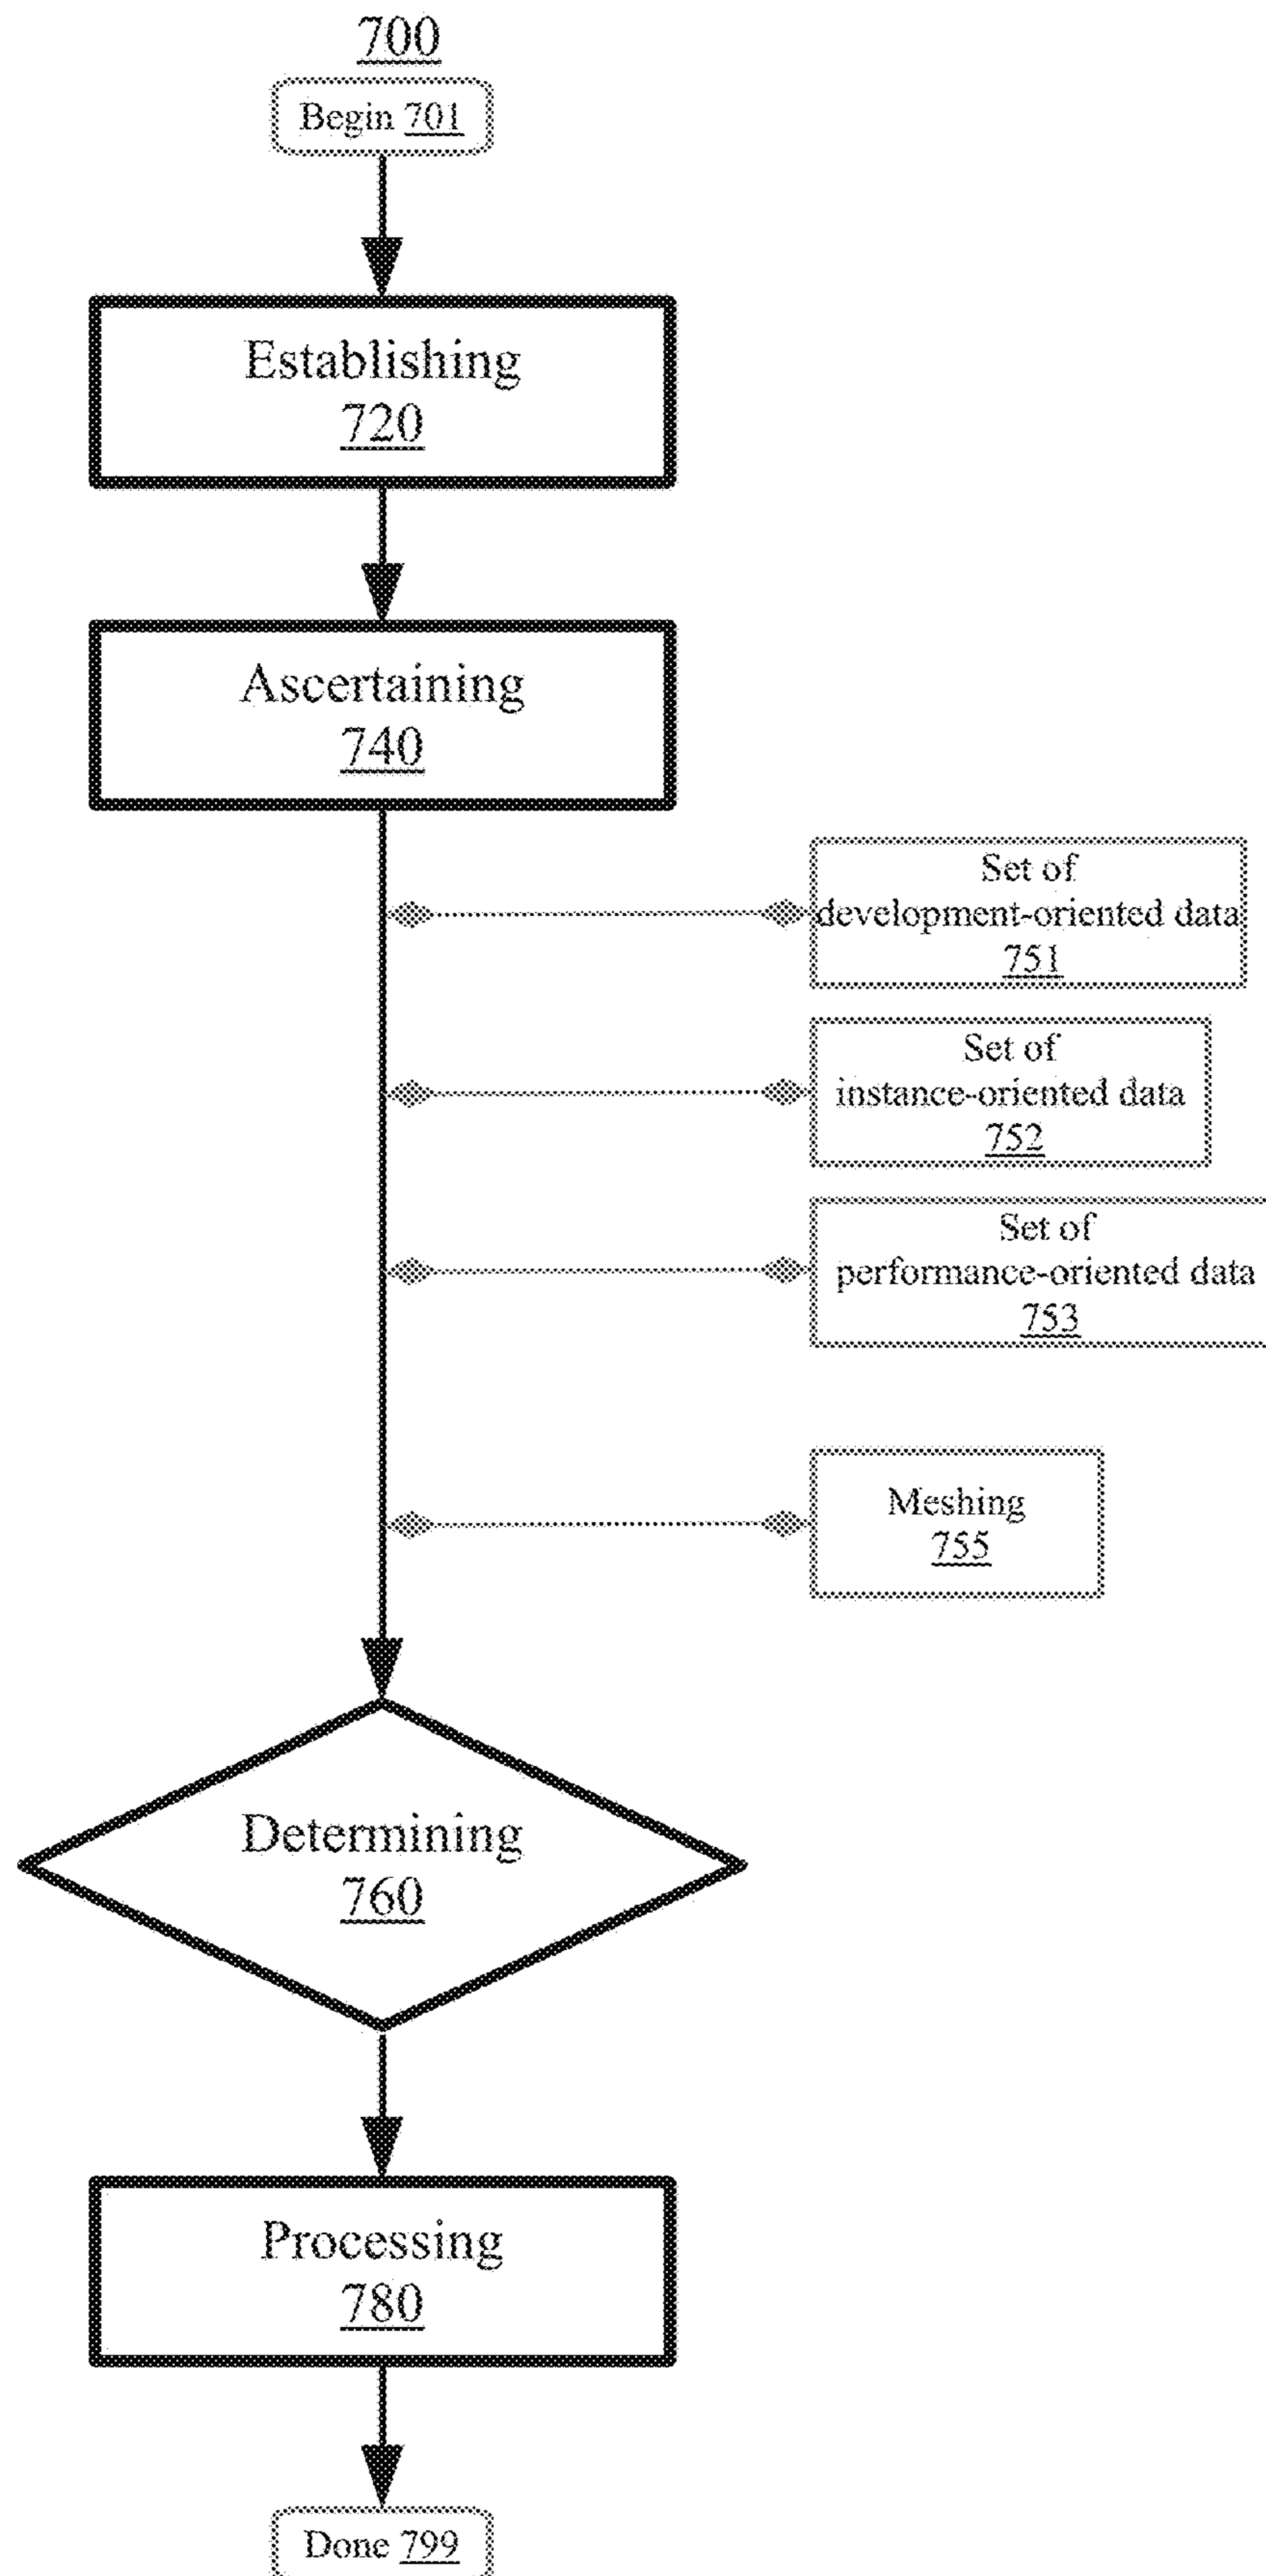 700
Begin 701
Establishing
720
Ascertaining
740
Set of
development-oriented data
751
Set of
instance-oriented data
752
Set of
performance-oriented data
753
Meshing
755
Determining
760
Processing
780
Done 799